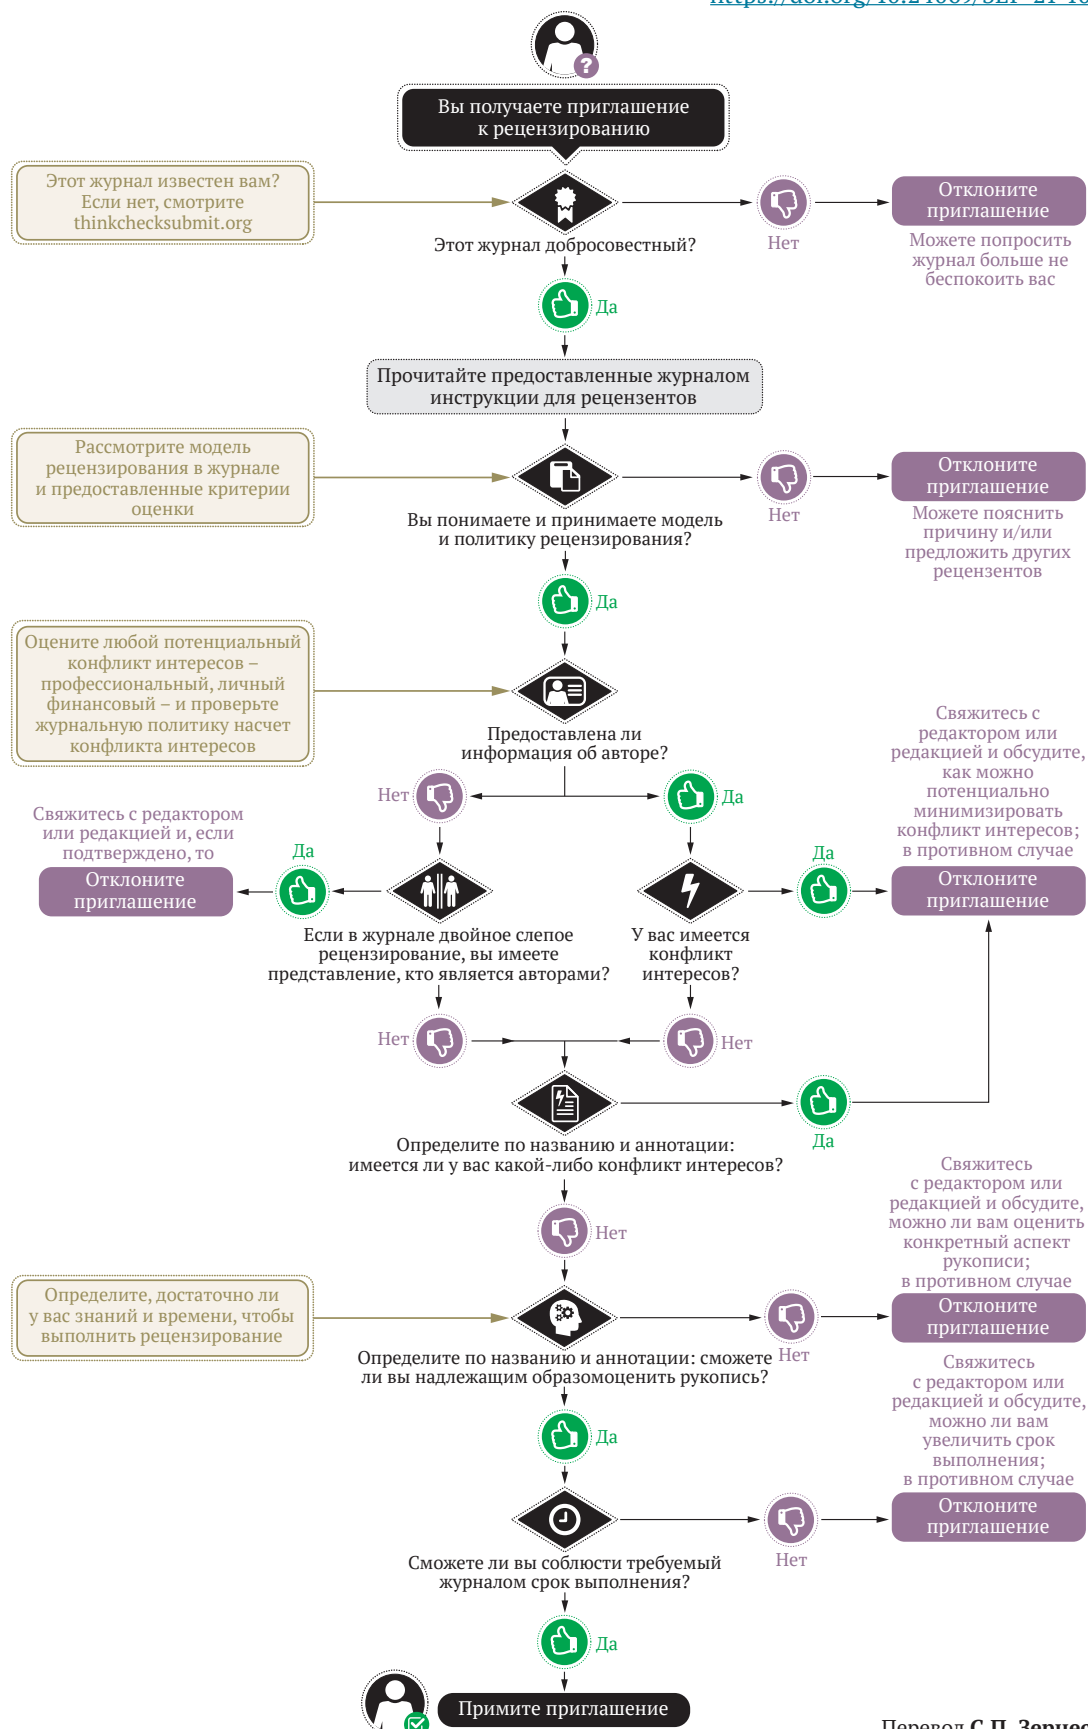 Вы получаете приглашение
к рецензированию
Этот журнал известен вам?
Если нет, смотрите
thinkchecksubmit.org
Этот журнал добросовестный?
Нет
Отклоните
приглашение
Можете попросить
журнал больше не
беспокоить вас
Да
Прочитайте предоставленные журналом
инструкции для рецензентов
Рассмотрите модель
рецензирования в журнале
и предоставленные критерии
оценки
Вы понимаете и принимаете модель
и политику рецензирования?
Нет
Отклоните
приглашение
Можете пояснить
причину и/или
предложить других
рецензентов
Да
Оцените любой потенциальный
конфликт интересов –
профессиональный, личный
финансовый – и проверьте
журнальную политику насчет
конфликта интересов
Предоставлена ли
информация об авторе?
Нет
Да
Свяжитесь с редактором
или редакцией и, если
подтверждено, то
Отклоните
приглашение
Да
Если в журнале двойное слепое
рецензирование, вы имеете
представление, кто является авторами?
У вас имеется
конфликт
интересов?
Да
Свяжитесь с
редактором или
редакцией и обсудите,
как можно
потенциально
минимизировать
конфликт интересов;
в противном случае
Отклоните
приглашение
Нет
Нет
Определите по названию и аннотации:
имеется ли у вас какой-либо конфликт интересов?
Да
Нет
Определите, достаточно ли
у вас знаний и времени, чтобы
выполнить рецензирование
Определите по названию и аннотации: сможете
ли вы надлежащим образомоценить рукопись?
Нет
Свяжитесь
с редактором или
редакцией и обсудите,
можно ли вам оценить
конкретный аспект
рукописи;
в противном случае
Отклоните
приглашение
Да
Сможете ли вы соблюсти требуемый
журналом срок выполнения?
Нет
Свяжитесь
с редактором или
редакцией и обсудите,
можно ли вам
увеличить срок
выполнения;
в противном случае
Отклоните
приглашение
Да
Примите приглашение
Перевод С.П.